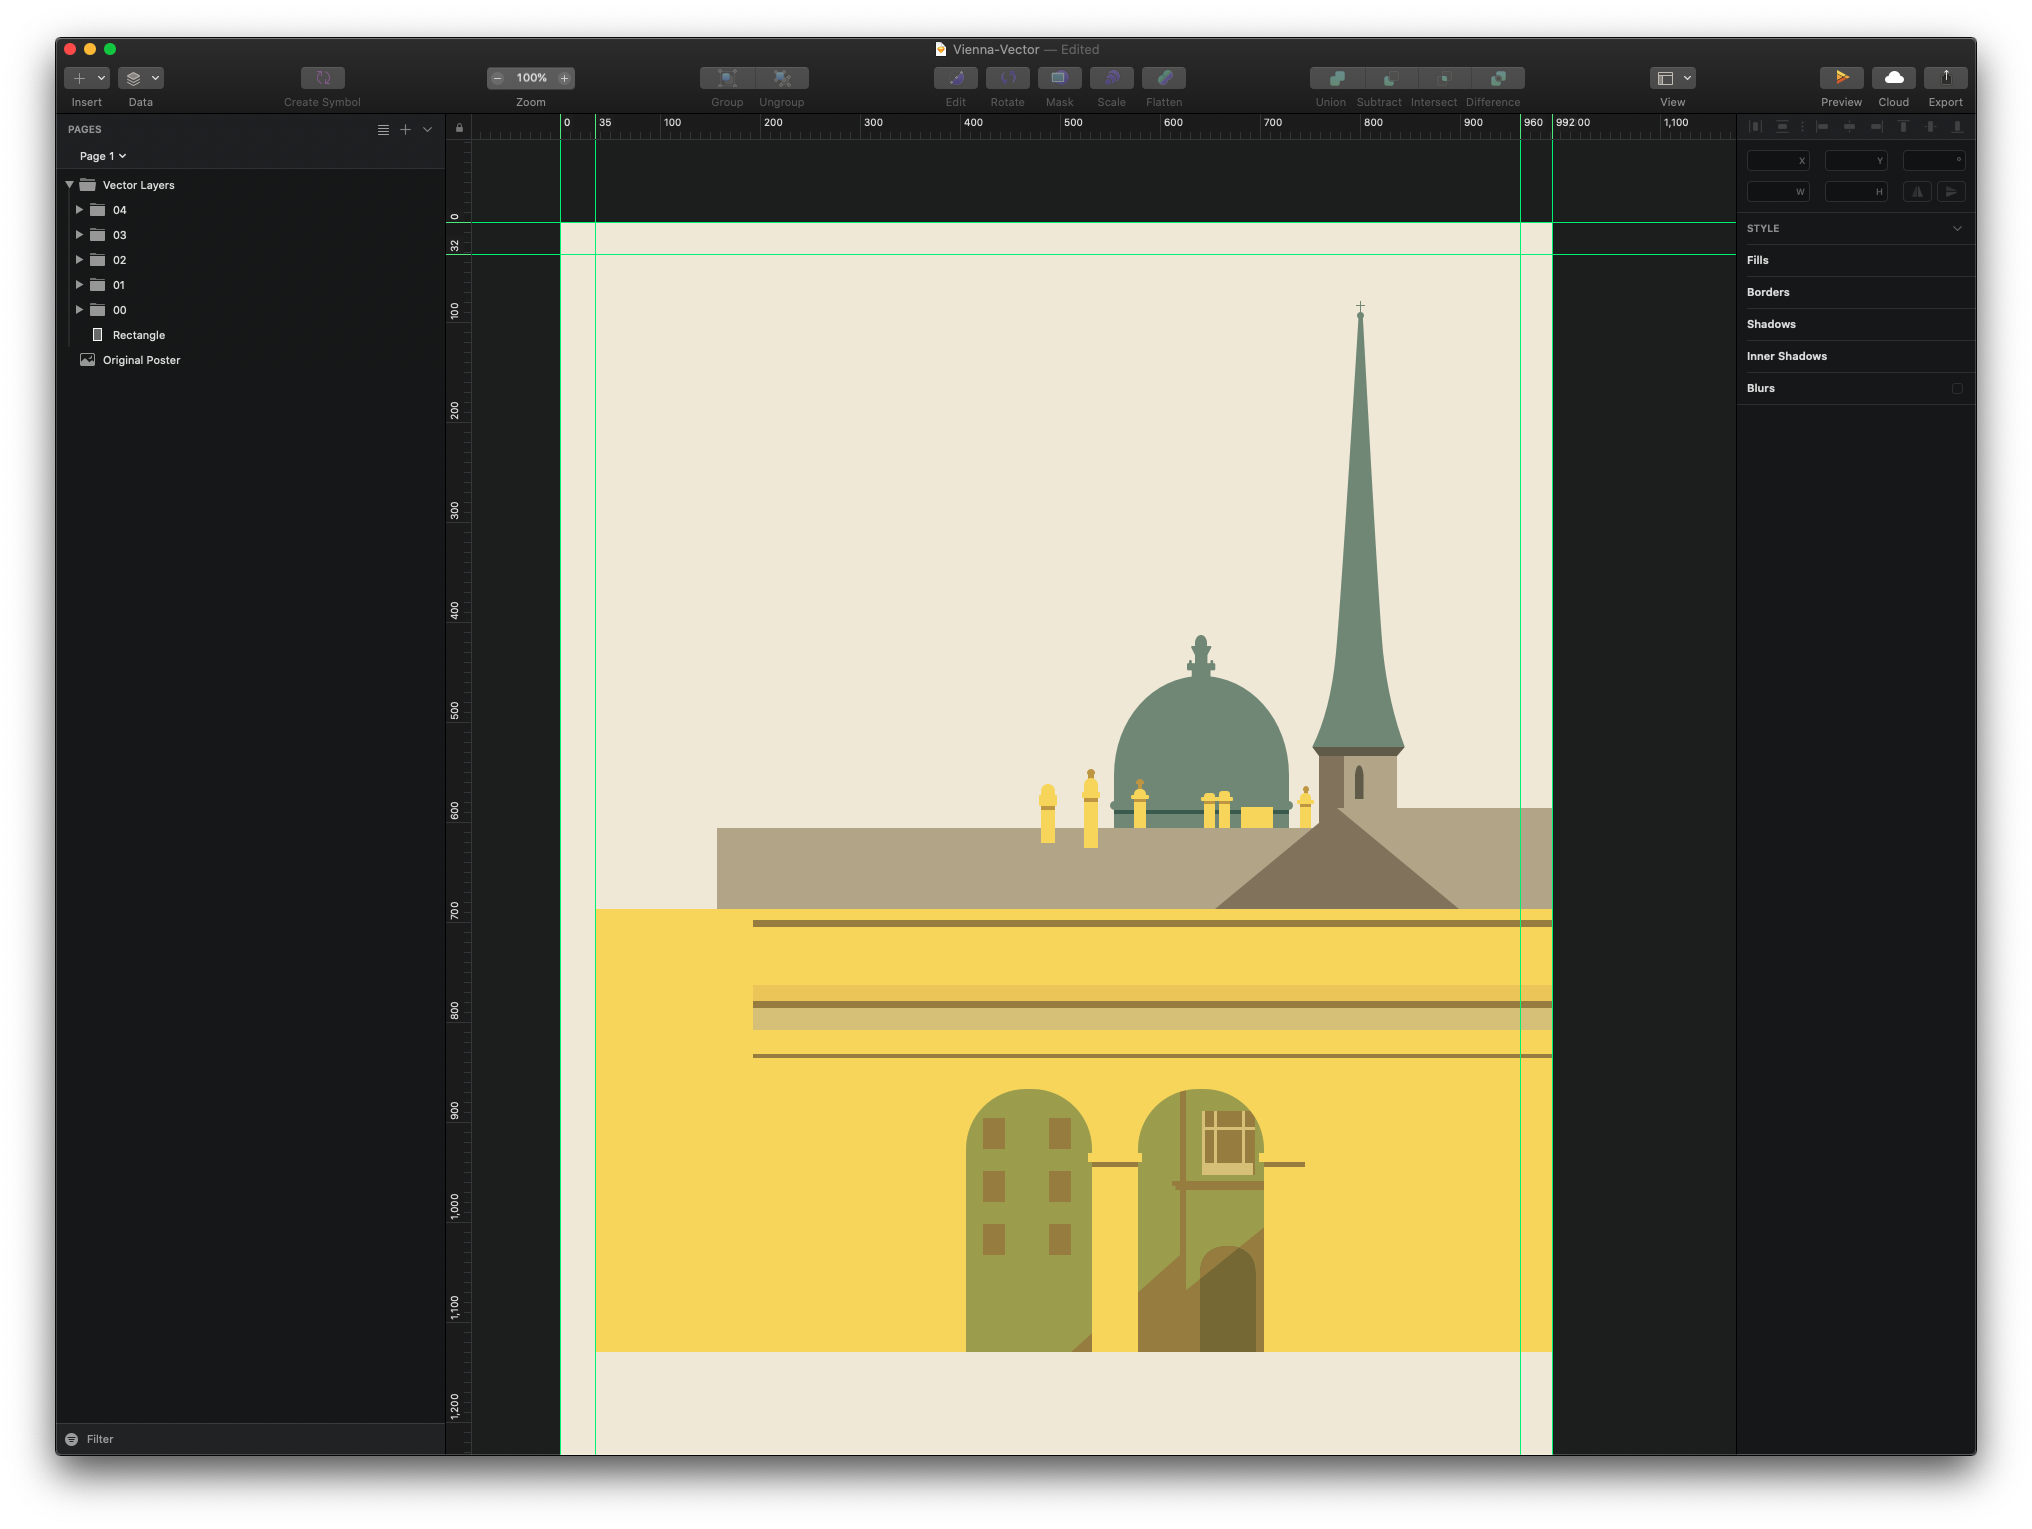 Vienna-Vector — Edited
Insert
Data
Create Symbol
100%
Zoom
Group
Ungroup
Edit
Rotate
Mask
Scale
Flatten
Union
Subtract
Intersect
Difference
View
Preview
Cloud
Export
PAGES
Page 1
Vector Layers
04
03
02
01
00
Rectangle
Original Poster
Filter
0 35 100 200 300 400 500 600 700 800 900 960 992 00 1,100
0
32
100
200
300
400
500
600
700
800
900
1,000
1,100
1,200
X Y °
W H
STYLE
Fills
Borders
Shadows
Inner Shadows
Blurs